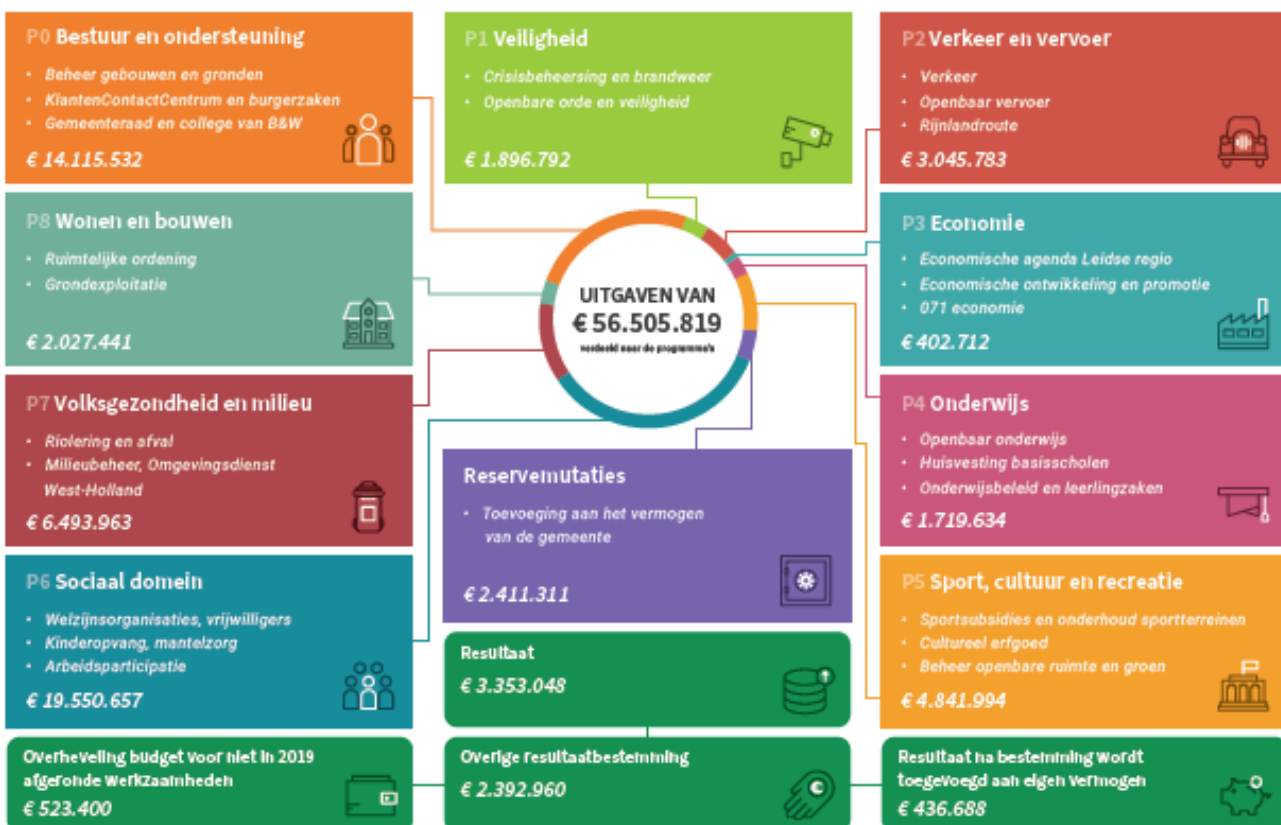 P0 Bestuur en ondersteuning
• Beheer gebouwen en gronden
• KlantenContactCentrum en burgerzaken
• Gemeenteraad en college van B&W
€ 14.115.532
P1 Veiligheid
• Crisisbeheersing en brandweer
• Openbare orde en veiligheid
€ 1.896.792
P2 Verkeer en vervoer
• Verkeer
• Openbaar vervoer
• Rijnlandroute
€ 3.045.783
P8 Wonen en bouwen
• Ruimtelijke ordening
• Grondexploitatie
€ 2.027.441
UITGAVEN VAN
€ 56.505.819
verdeeld naar de programma's
P3 Economie
• Economische agenda Leidse regio
• Economische ontwikkeling en promotie
• 071 economie
€ 402.712
P7 Volksgezondheid en milieu
• Riolering en afval
• Milieubeheer, Omgevingsdienst
West-Holland
€ 6.493.963
Reservemutaties
• Toevoeging aan het vermogen
van de gemeente
€ 2.411.311
P4 Onderwijs
• Openbaar onderwijs
• Huisvesting basisscholen
• Onderwijsbeleid en leerlingzaken
€ 1.719.634
P6 Sociaal domein
• Welzijnsorganisaties, vrijwilligers
• Kinderopvang, mantelzorg
• Arbeidsparticipatie
€ 19.550.657
Resultaat
€ 3.353.048
P5 Sport, cultuur en recreatie
• Sportsubsidies en onderhoud sportterreinen
• Cultureel erfgoed
• Beheer openbare ruimte en groen
€ 4.841.994
Overheveling budget voor niet in 2019
afgeronde werkzaamheden
€ 523.400
Overige resultaatbestemming
€ 2.392.960
Resultaat na bestemming wordt
toegevoegd aan eigen vermogen
€ 436.688